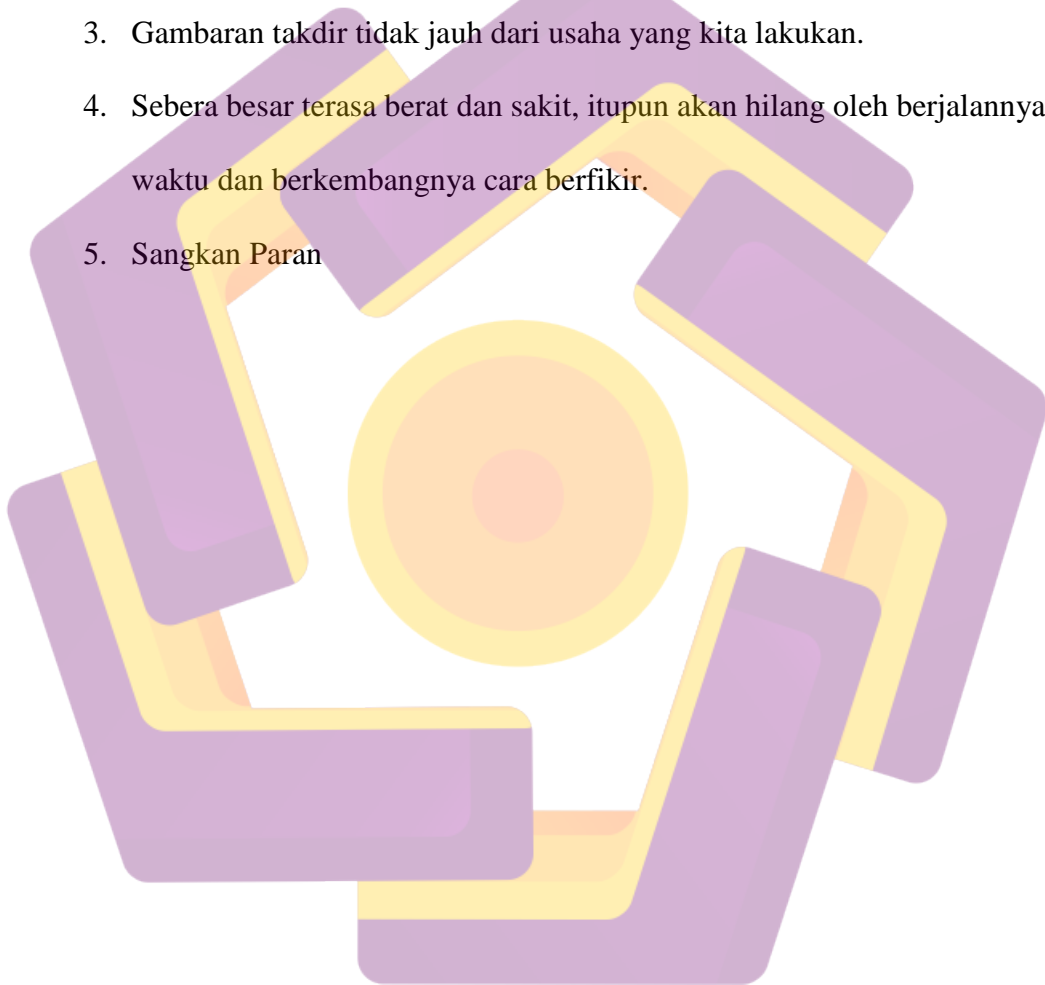 3. Gambaran takdir tidak jauh dari usaha yang kita lakukan.
4. Sebera besar terasa berat dan sakit, itupun akan hilang oleh berjalannya
waktu dan berkembangnya cara berfikir.
5. Sangkan Paran